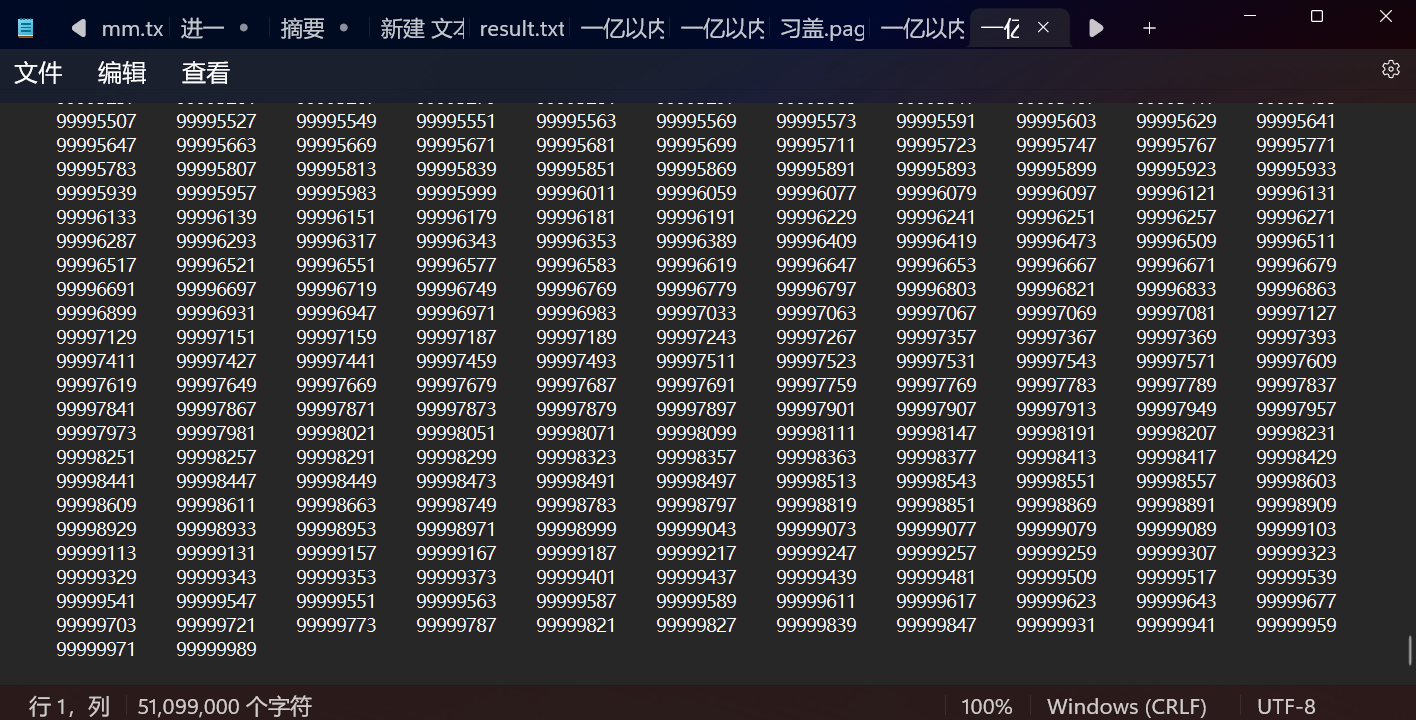 mm.tx 进一 摘要 新建 文本 result.txt 一亿以内 一亿以内 习盖.pag 一亿以内 一亿
文件 编辑 查看
99995507 99995527 99995549 99995551 99995563 99995569 99995573 99995591 99995603 99995629 99995641
99995647 99995663 99995669 99995671 99995681 99995699 99995711 99995723 99995747 99995767 99995771
99995783 99995807 99995813 99995839 99995851 99995869 99995891 99995893 99995899 99995923 99995933
99995939 99995957 99995983 99995999 99996011 99996059 99996077 99996079 99996097 99996121 99996131
99996133 99996139 99996151 99996179 99996181 99996191 99996229 99996241 99996251 99996257 99996271
99996287 99996293 99996317 99996343 99996353 99996389 99996409 99996419 99996473 99996509 99996511
99996517 99996521 99996551 99996577 99996583 99996619 99996647 99996653 99996667 99996671 99996679
99996691 99996697 99996719 99996749 99996769 99996779 99996797 99996803 99996821 99996833 99996863
99996899 99996931 99996947 99996971 99996983 99997033 99997063 99997067 99997069 99997081 99997127
99997129 99997151 99997159 99997187 99997189 99997243 99997267 99997357 99997367 99997369 99997393
99997411 99997427 99997441 99997459 99997493 99997511 99997523 99997531 99997543 99997571 99997609
99997619 99997649 99997669 99997679 99997687 99997691 99997759 99997769 99997783 99997789 99997837
99997841 99997867 99997871 99997873 99997879 99997897 99997901 99997907 99997913 99997949 99997957
99997973 99997981 99998021 99998051 99998071 99998099 99998111 99998147 99998191 99998207 99998231
99998251 99998257 99998291 99998299 99998323 99998357 99998363 99998377 99998413 99998417 99998429
99998441 99998447 99998449 99998473 99998491 99998497 99998513 99998543 99998551 99998557 99998603
99998609 99998611 99998663 99998749 99998783 99998797 99998819 99998851 99998869 99998891 99998909
99998929 99998933 99998953 99998971 99998999 99999043 99999073 99999077 99999079 99999089 99999103
99999113 99999131 99999157 99999167 99999187 99999217 99999247 99999257 99999259 99999307 99999323
99999329 99999343 99999353 99999373 99999401 99999437 99999439 99999481 99999509 99999517 99999539
99999541 99999547 99999551 99999563 99999587 99999589 99999611 99999617 99999623 99999643 99999677
99999703 99999721 99999773 99999787 99999821 99999827 99999839 99999847 99999931 99999941 99999959
99999971 99999989
行 1，列 51,099,000 个字符 100% Windows (CRLF) UTF-8